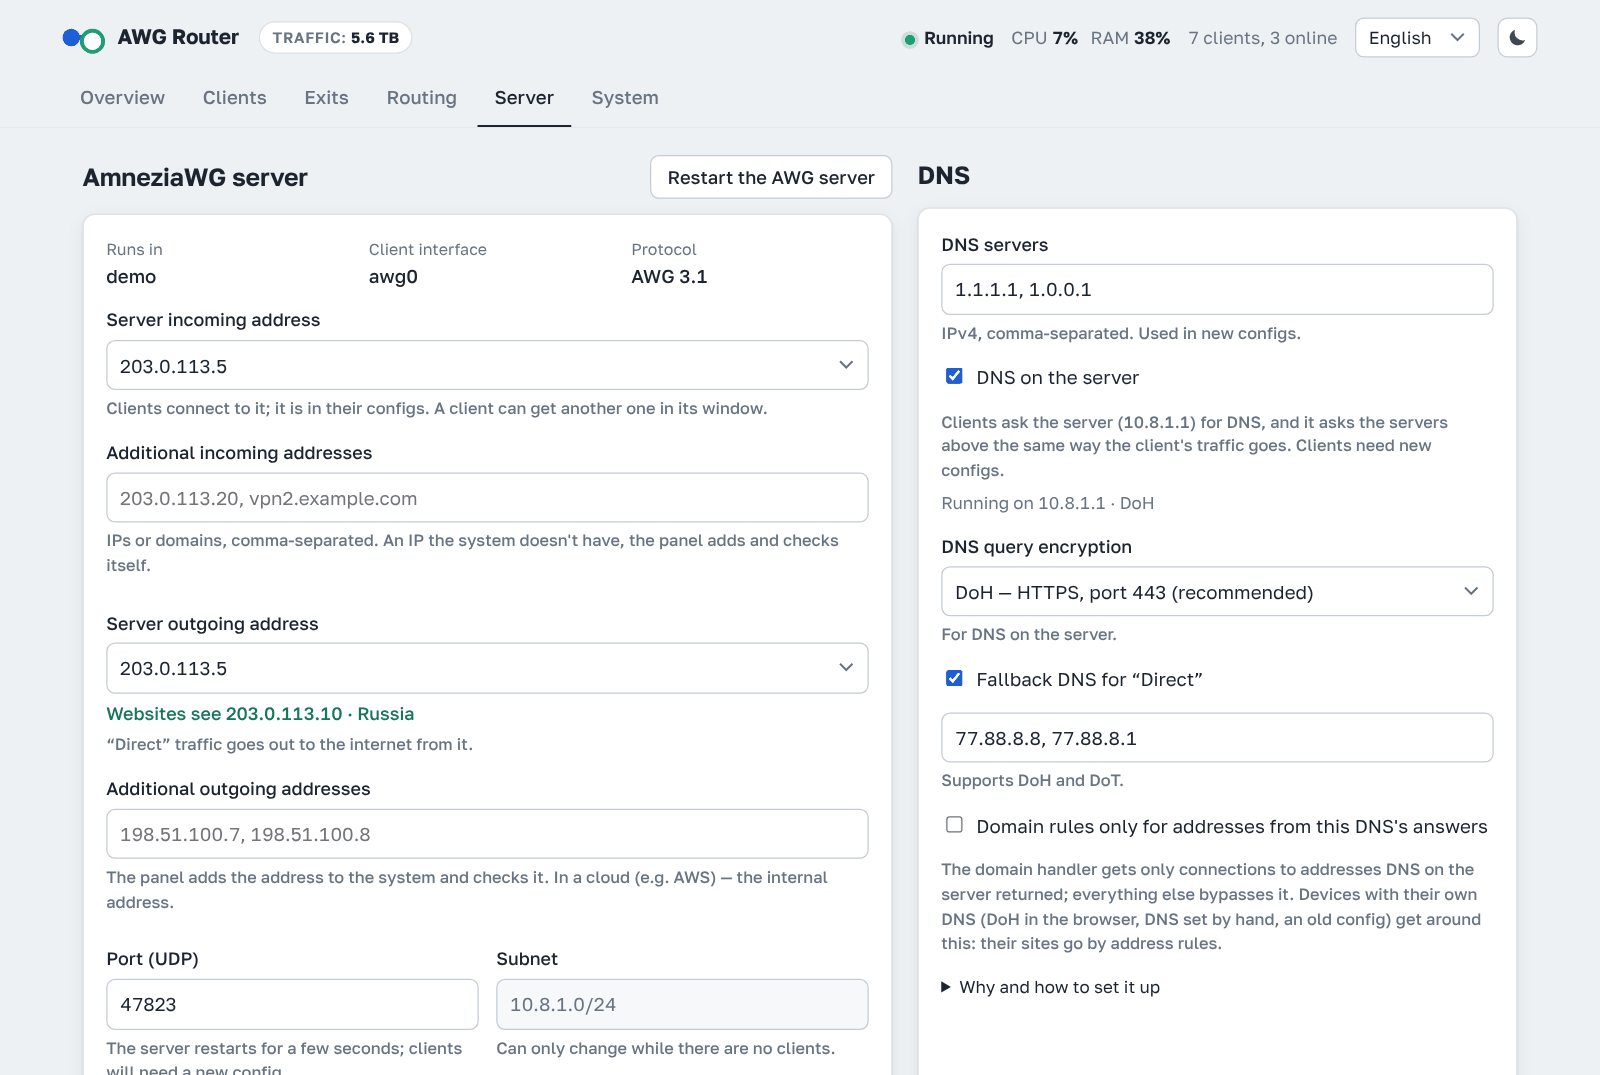 AWG Router
TRAFFIC: 5.6 TB
Running
CPU 7% RAM 38%
7 clients, 3 online
English
Overview
Clients
Exits
Routing
Server
System
AmneziaWG server
Restart the AWG server
Runs in
demo
Client interface
awg0
Protocol
AWG 3.1
Server incoming address
203.0.113.5
Clients connect to it; it is in their configs. A client can get another one in its window.
Additional incoming addresses
203.0.113.20, vpn2.example.com
IPs or domains, comma-separated. An IP the system doesn't have, the panel adds and checks
itself.
Server outgoing address
203.0.113.5
Websites see 203.0.113.10 · Russia
“Direct” traffic goes out to the internet from it.
Additional outgoing addresses
198.51.100.7, 198.51.100.8
The panel adds the address to the system and checks it. In a cloud (e.g. AWS) — the internal
address.
Port (UDP)
47823
The server restarts for a few seconds; clients
will need a new config.
Subnet
10.8.1.0/24
Can only change while there are no clients.
DNS
DNS servers
1.1.1.1, 1.0.0.1
IPv4, comma-separated. Used in new configs.
DNS on the server
Clients ask the server (10.8.1.1) for DNS, and it asks the servers
above the same way the client's traffic goes. Clients need new
configs.
Running on 10.8.1.1 · DoH
DNS query encryption
DoH — HTTPS, port 443 (recommended)
For DNS on the server.
Fallback DNS for “Direct”
77.88.8.8, 77.88.8.1
Supports DoH and DoT.
Domain rules only for addresses from this DNS's answers
The domain handler gets only connections to addresses DNS on the
server returned; everything else bypasses it. Devices with their own
DNS (DoH in the browser, DNS set by hand, an old config) get around
this: their sites go by address rules.
Why and how to set it up